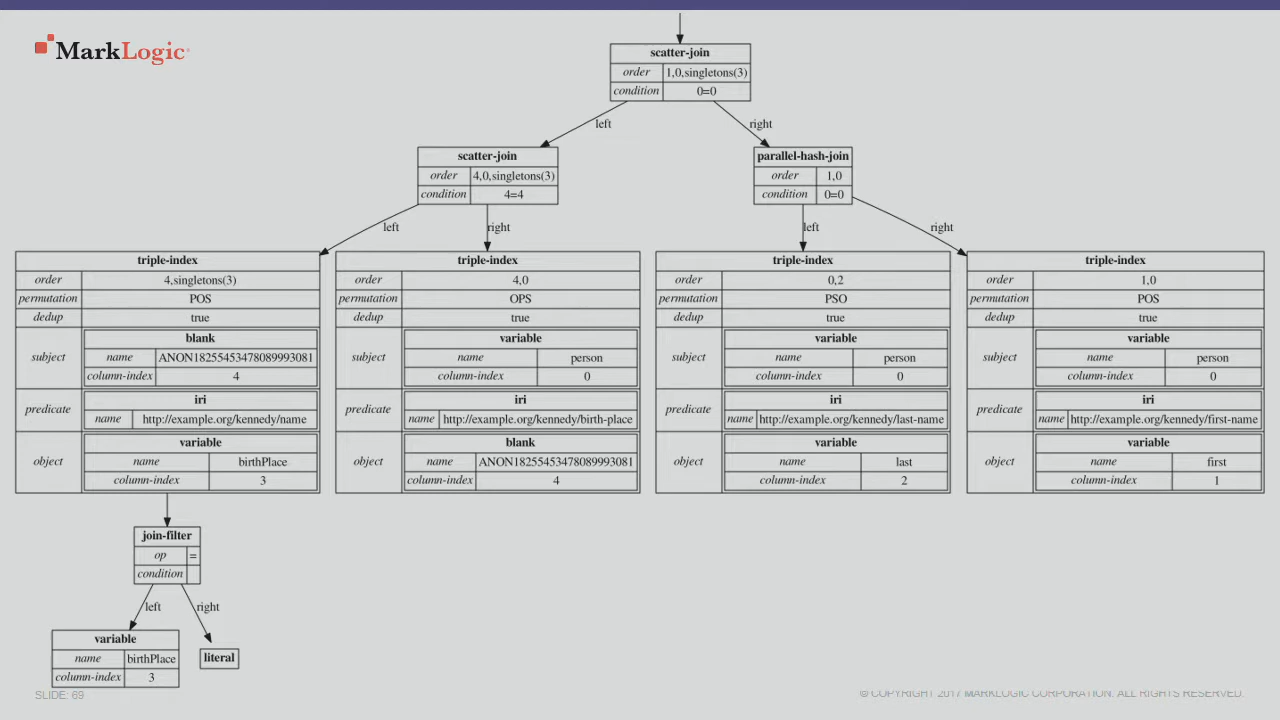 MarkLogic
scatter-join
order 1,0,singletons(3)
condition 0=0
left right
scatter-join
order 4,0,singletons(3)
condition 4=4
parallel-hash-join
order 1,0
condition 0=0
left right left right
triple-index
order 4,singletons(3)
permutation POS
dedup true
subject
blank
name ANON18255453478089993081
column-index 4
predicate
iri
name http://example.org/kennedy/name
object
variable
name birthPlace
column-index 3
triple-index
order 4,0
permutation OPS
dedup true
subject
variable
name person
column-index 0
predicate
iri
name http://example.org/kennedy/birth-place
object
blank
name ANON18255453478089993081
column-index 4
triple-index
order 0,2
permutation PSO
dedup true
subject
variable
name person
column-index 0
predicate
iri
name http://example.org/kennedy/last-name
object
variable
name last
column-index 2
triple-index
order 1,0
permutation POS
dedup true
subject
variable
name person
column-index 0
predicate
iri
name http://example.org/kennedy/first-name
object
variable
name first
column-index 1
join-filter
op =
condition
left right
variable
name birthPlace
column-index 3
literal
SLIDE: 69
© COPYRIGHT 2017 MARKLOGIC CORPORATION. ALL RIGHTS RESERVED.